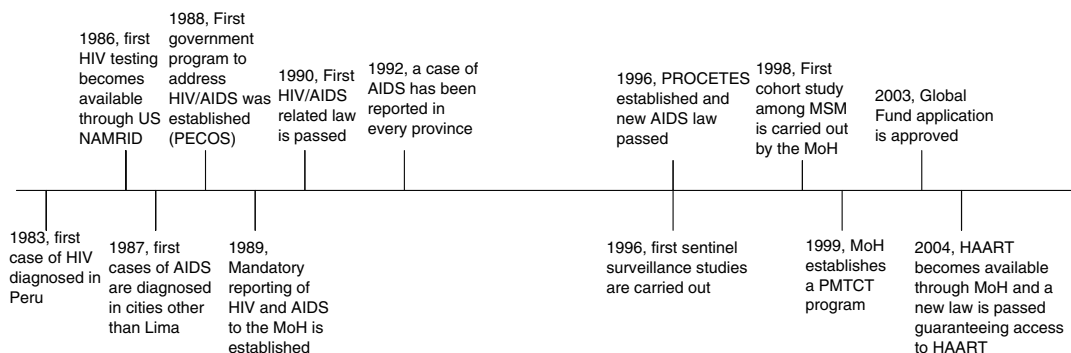 1986, first
HIV testing
becomes
available
through US
NAMRID
1988, First
government
program to
address
HIV/AIDS was
established
(PECOS)
1990, First
HIV/AIDS
related law
is passed
1992, a case of
AIDS has been
reported in
every province
1996, PROCETES
established and
new AIDS law
passed
1998, First
cohort study
among MSM
is carried out
by the MoH
2003, Global
Fund application
is approved
1983, first
case of HIV
diagnosed in
Peru
1987, first
cases of AIDS
are diagnosed
in cities other
than Lima
1989,
Mandatory
reporting of
HIV and AIDS
to the MoH is
established
1996, first sentinel
surveillance studies
are carried out
1999, MoH
establishes
a PMTCT
program
2004, HAART
becomes available
through MoH and a
new law is passed
guaranteeing access
to HAART